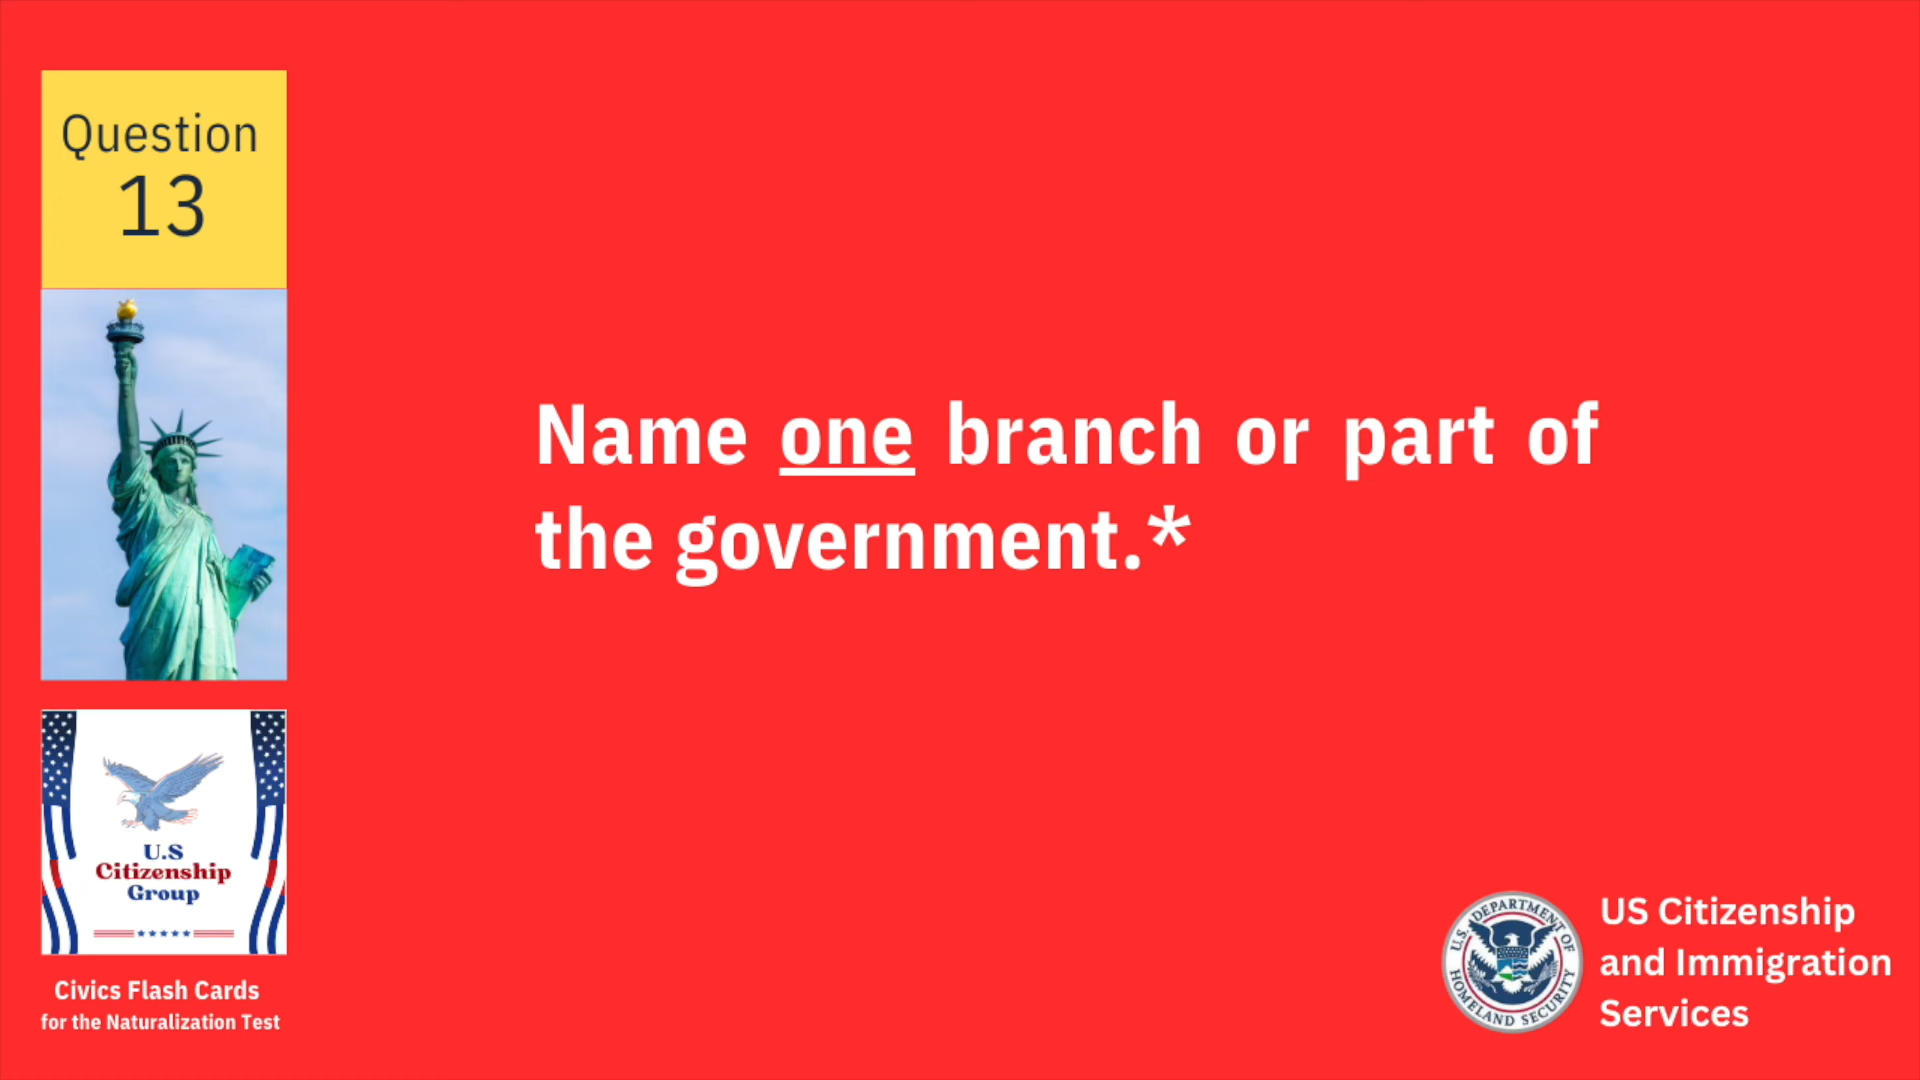 Question
13
Name one branch or part of
the government.*
U.S
Citizenship
Group
Civics Flash Cards
for the Naturalization Test
U.S. DEPARTMENT OF
HOMELAND SECURITY
US Citizenship
and Immigration
Services